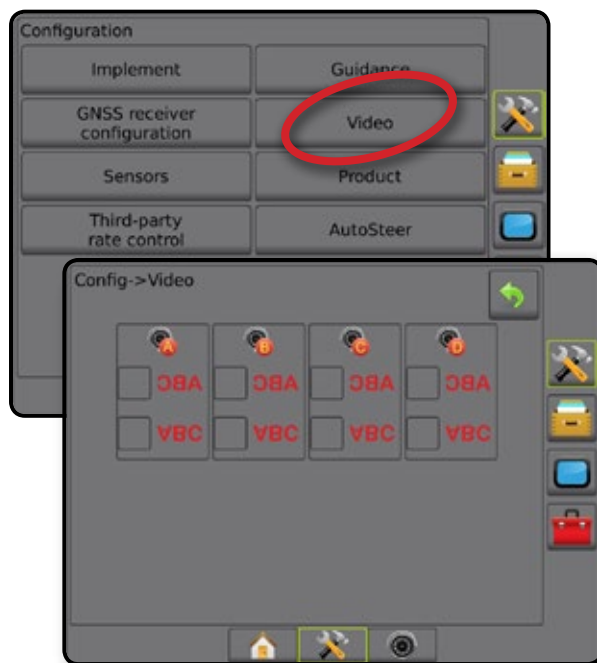 Configuration
Implement
Guidance
GNSS receiver
configuration
Video
Sensors
Product
Third-party
rate control
AutoSteer
Config->Video
A B C D
ABC ABC ABC ABC
ABC ABC ABC ABC